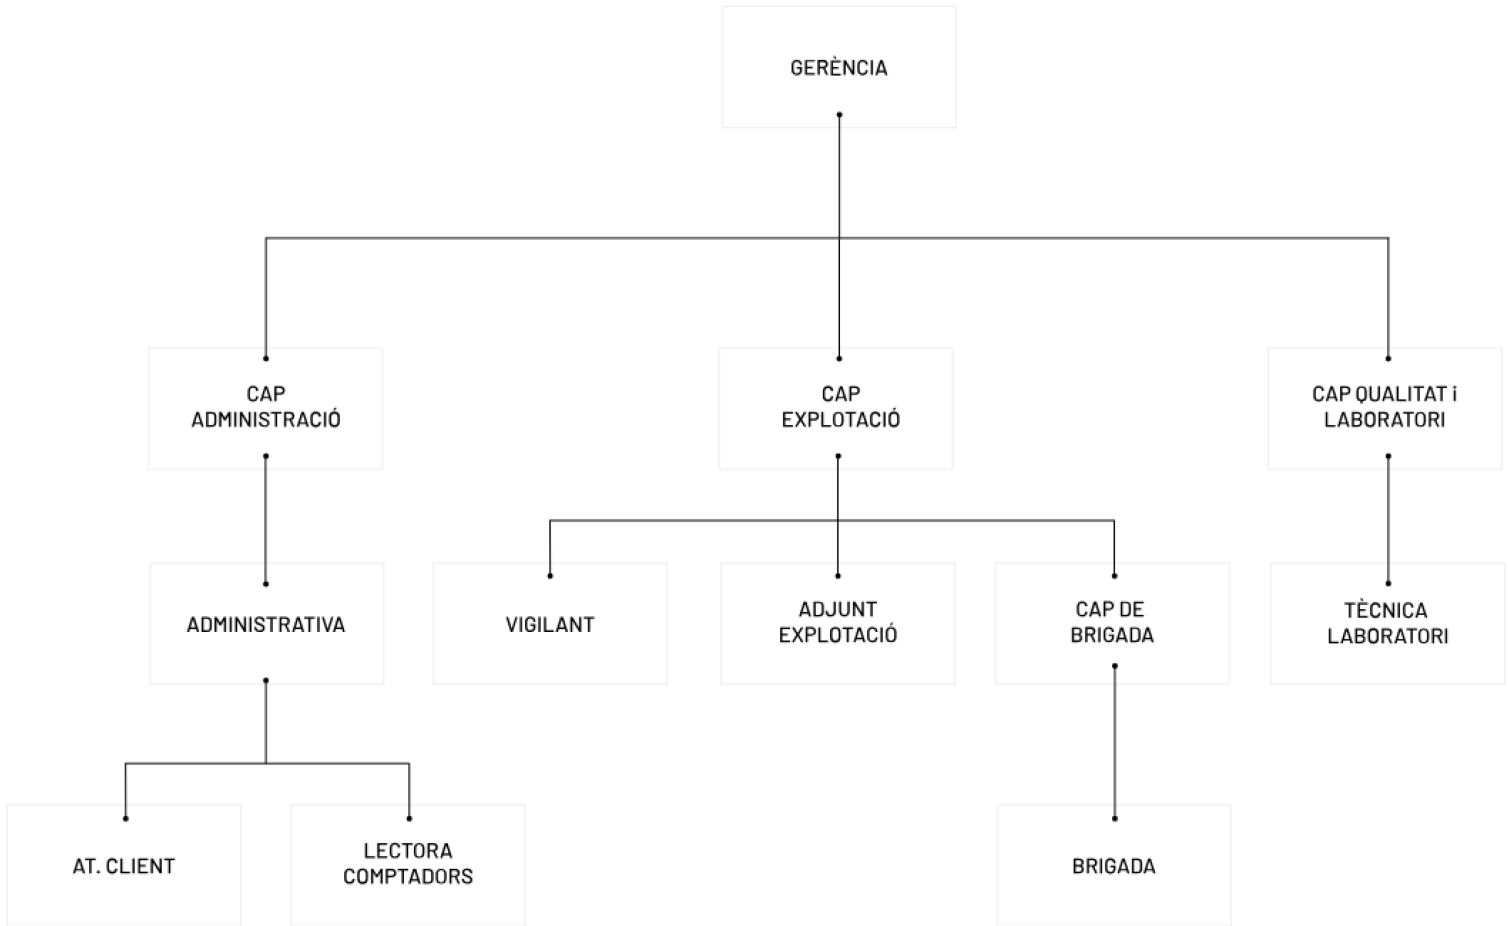 GERÈNCIA
CAP
ADMINISTRACIÓ
CAP
EXPLOTACIÓ
CAP QUALITAT i
LABORATORI
ADMINISTRATIVA
VIGILANT
ADJUNT
EXPLOTACIÓ
CAP DE
BRIGADA
TÈCNICA
LABORATORI
AT. CLIENT
LECTORA
COMPTADORS
BRIGADA